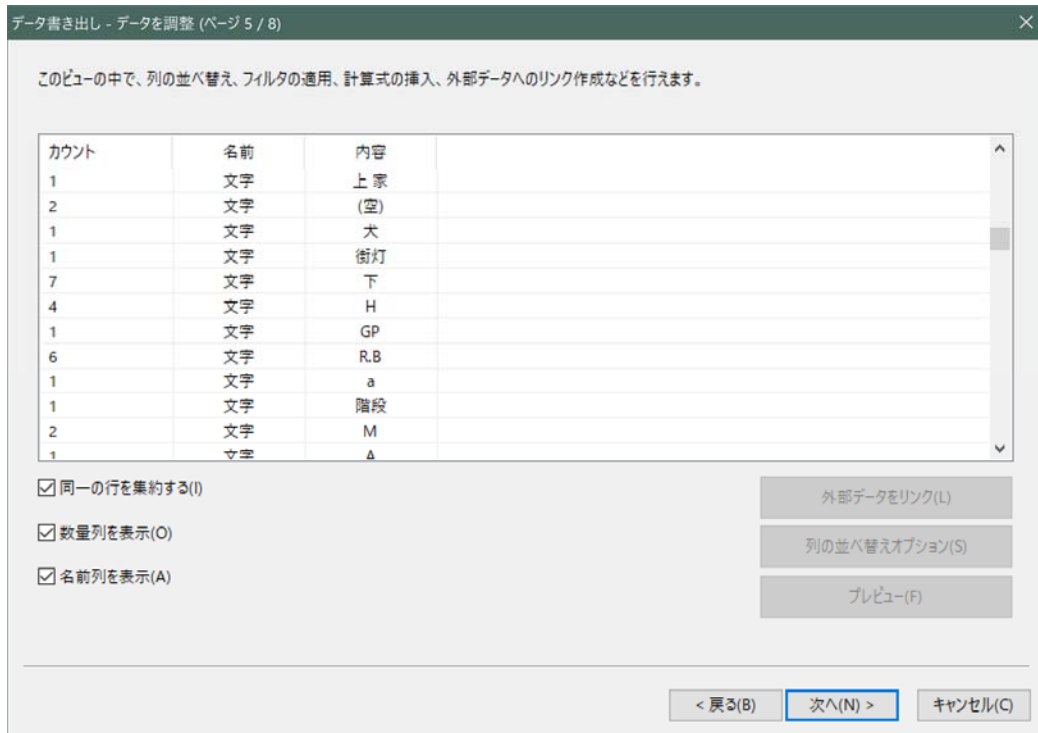 データ書き出し - データを調整 (ページ 5 / 8)
このビューの中で、列の並べ替え、フィルタの適用、計算式の挿入、外部データへのリンク作成などを行えます。
カウント 名前 内容
1 文字 上 家
2 文字 (空)
1 文字 犬
1 文字 街灯
7 文字 下
4 文字 H
1 文字 GP
6 文字 R.B
1 文字 a
1 文字 階段
2 文字 M
1 文字 A
同一の行を集約する(I)
外部データをリンク(L)
数量列を表示(O)
列の並べ替えオプション(S)
名前列を表示(A)
プレビュー(F)
< 戻る(B) 次へ(N) > キャンセル(C)